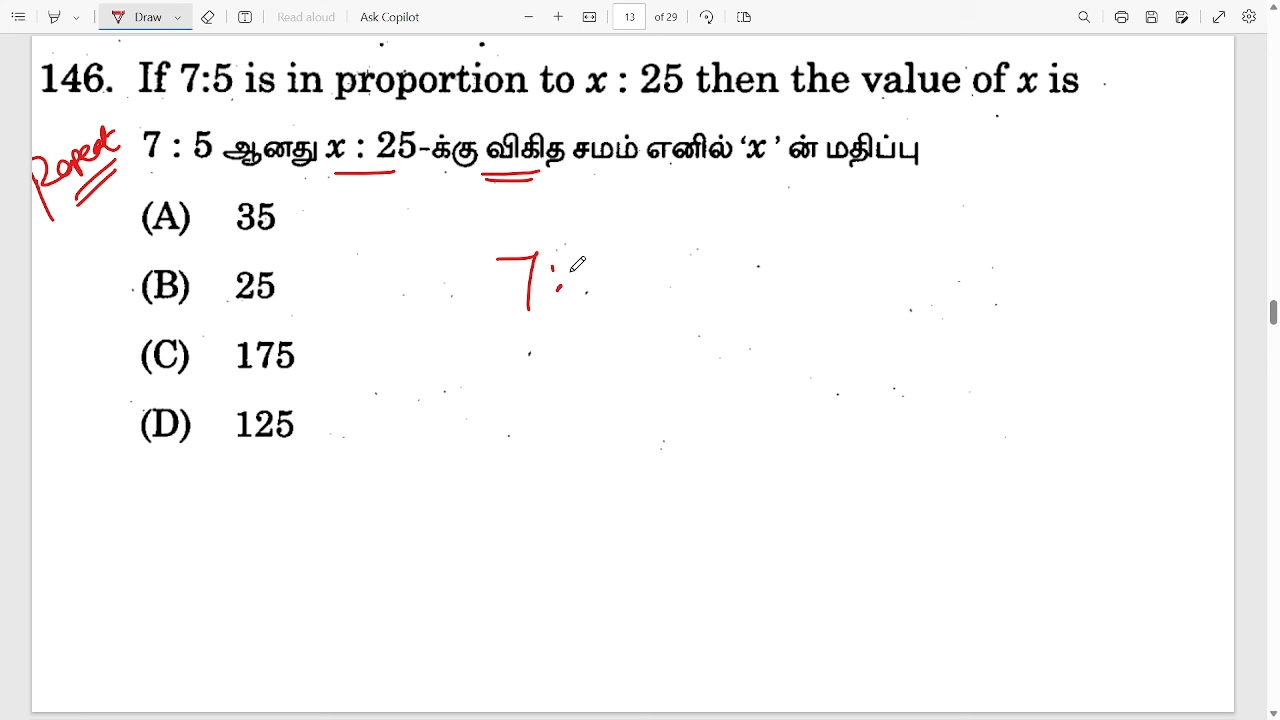 Draw
Read aloud
Ask Copilot
13 of 29
146. If 7:5 is in proportion to x : 25 then the value of x is
7 : 5 ஆனது x : 25-க்கு விகித சமம் எனில் ‘x’ ன் மதிப்பு
Repeat
(A) 35
7:
(B) 25
(C) 175
(D) 125